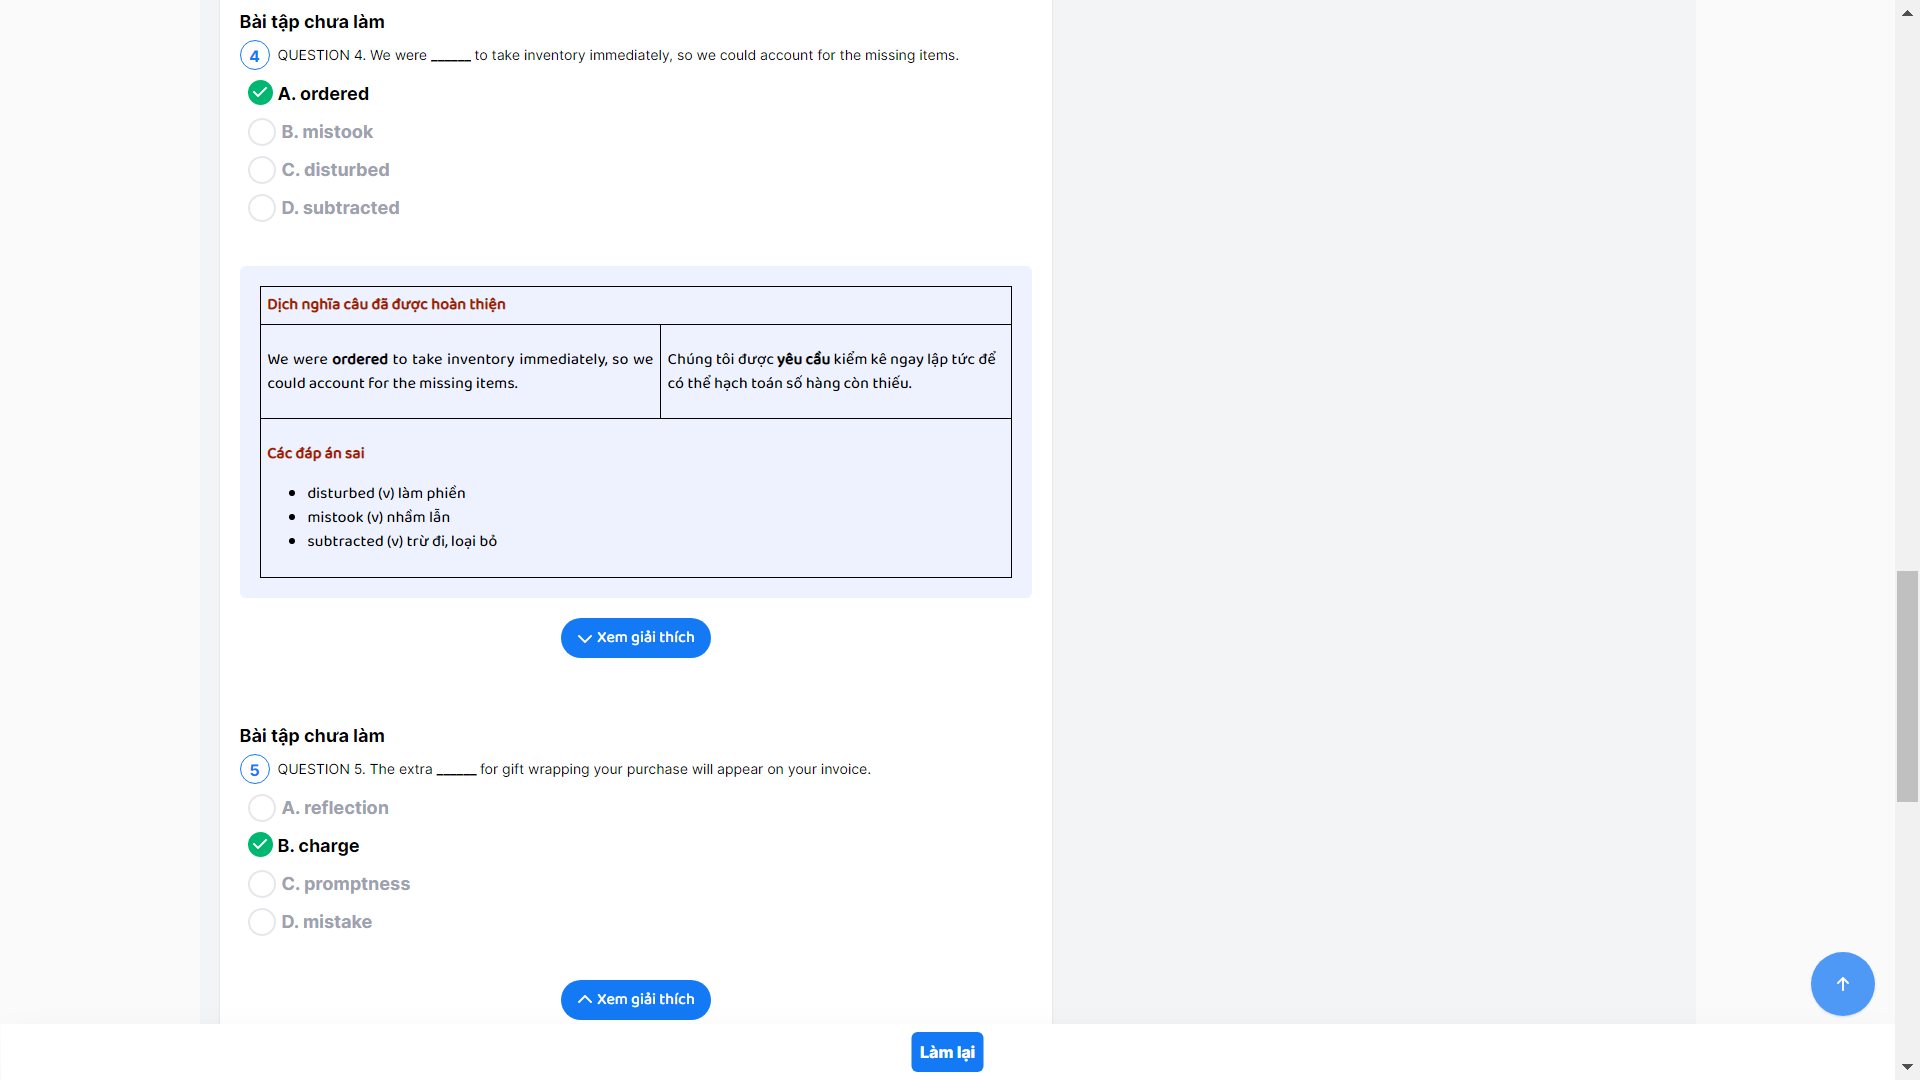 Bài tập chưa làm
4 QUESTION 4. We were ______ to take inventory immediately, so we could account for the missing items.
A. ordered
B. mistook
C. disturbed
D. subtracted
Dịch nghĩa câu đã được hoàn thiện
We were ordered to take inventory immediately, so we
could account for the missing items.
Chúng tôi được yêu cầu kiểm kê ngay lập tức để
có thể hạch toán số hàng còn thiếu.
Các đáp án sai
disturbed (v) làm phiền
mistook (v) nhầm lẫn
subtracted (v) trừ đi, loại bỏ
Xem giải thích
Bài tập chưa làm
5 QUESTION 5. The extra ______ for gift wrapping your purchase will appear on your invoice.
A. reflection
B. charge
C. promptness
D. mistake
Xem giải thích
Làm lại